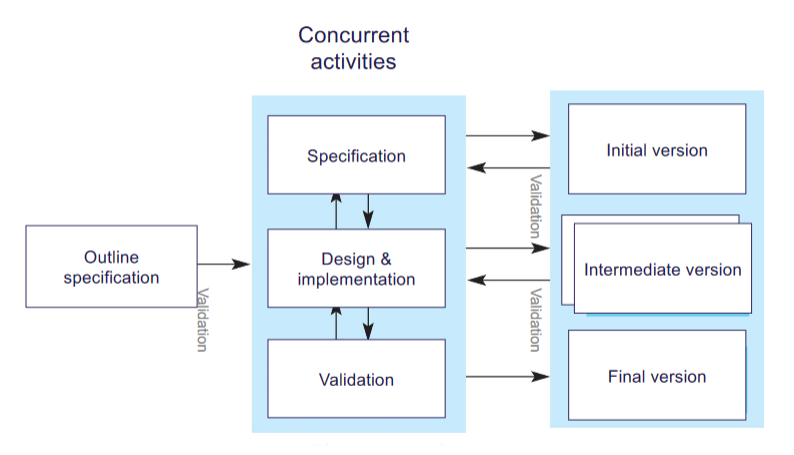 Concurrent
activities
Specification
Initial version
Validation
Outline
specification
Design &
implementation
Intermediate version
Validation
Validation
Validation
Final version